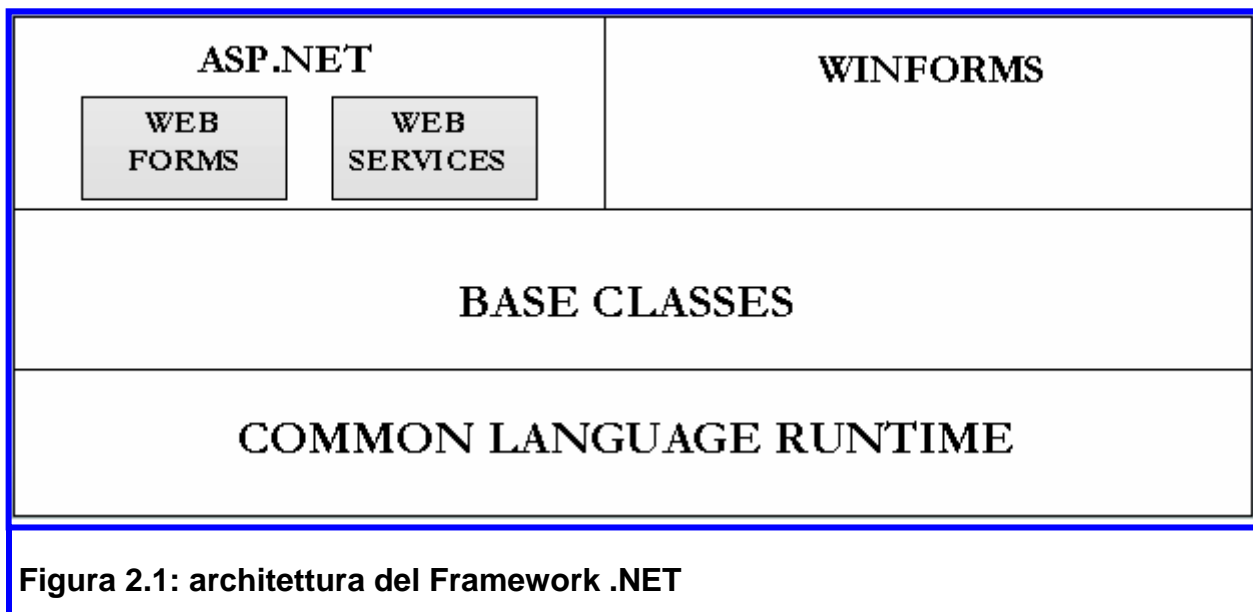 ASP.NET
WINFORMS
WEB
FORMS
WEB
SERVICES
BASE CLASSES
COMMON LANGUAGE RUNTIME
Figura 2.1: architettura del Framework .NET